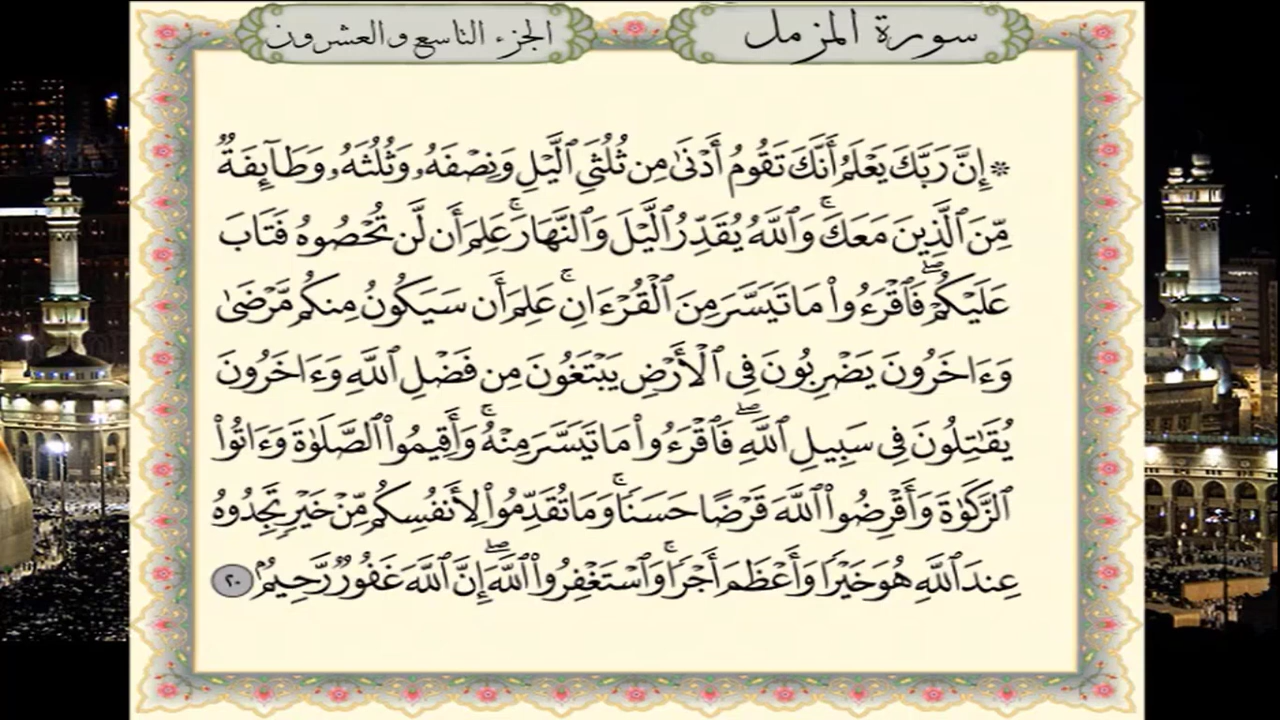 سورة المزمل
الجزء التاسع والعشرون
۞ إِنَّ رَبَّكَ يَعْلَمُ أَنَّكَ تَقُومُ أَدْنَىٰ مِن ثُلُثَىِ ٱلَّيْلِ وَنِصْفَهُۥ وَثُلُثَهُۥ وَطَآئِفَةٌ
مِّنَ ٱلَّذِينَ مَعَكَ ۚ وَٱللَّهُ يُقَدِّرُ ٱلَّيْلَ وَٱلنَّهَارَ ۚ عَلِمَ أَن لَّن تُحْصُوهُ فَتَابَ
عَلَيْكُمْ ۖ فَٱقْرَءُوا۟ مَا تَيَسَّرَ مِنَ ٱلْقُرْءَانِ ۚ عَلِمَ أَن سَيَكُونُ مِنكُم مَّرْضَىٰ
وَءَاخَرُونَ يَضْرِبُونَ فِى ٱلْأَرْضِ يَبْتَغُونَ مِن فَضْلِ ٱللَّهِ وَءَاخَرُونَ
يُقَٰتِلُونَ فِى سَبِيلِ ٱللَّهِ ۖ فَٱقْرَءُوا۟ مَا تَيَسَّرَ مِنْهُ ۚ وَأَقِيمُوا۟ ٱلصَّلَوٰةَ وَءَاتُوا۟
ٱلزَّكَوٰةَ وَأَقْرِضُوا۟ ٱللَّهَ قَرْضًا حَسَنًا ۚ وَمَا تُقَدِّمُوا۟ لِأَنفُسِكُم مِّنْ خَيْرٍ تَجِدُوهُ
عِندَ ٱللَّهِ هُوَ خَيْرًا وَأَعْظَمَ أَجْرًا ۚ وَٱسْتَغْفِرُوا۟ ٱللَّهَ ۖ إِنَّ ٱللَّهَ غَفُورٌ رَّحِيمٌۢ ٢٠